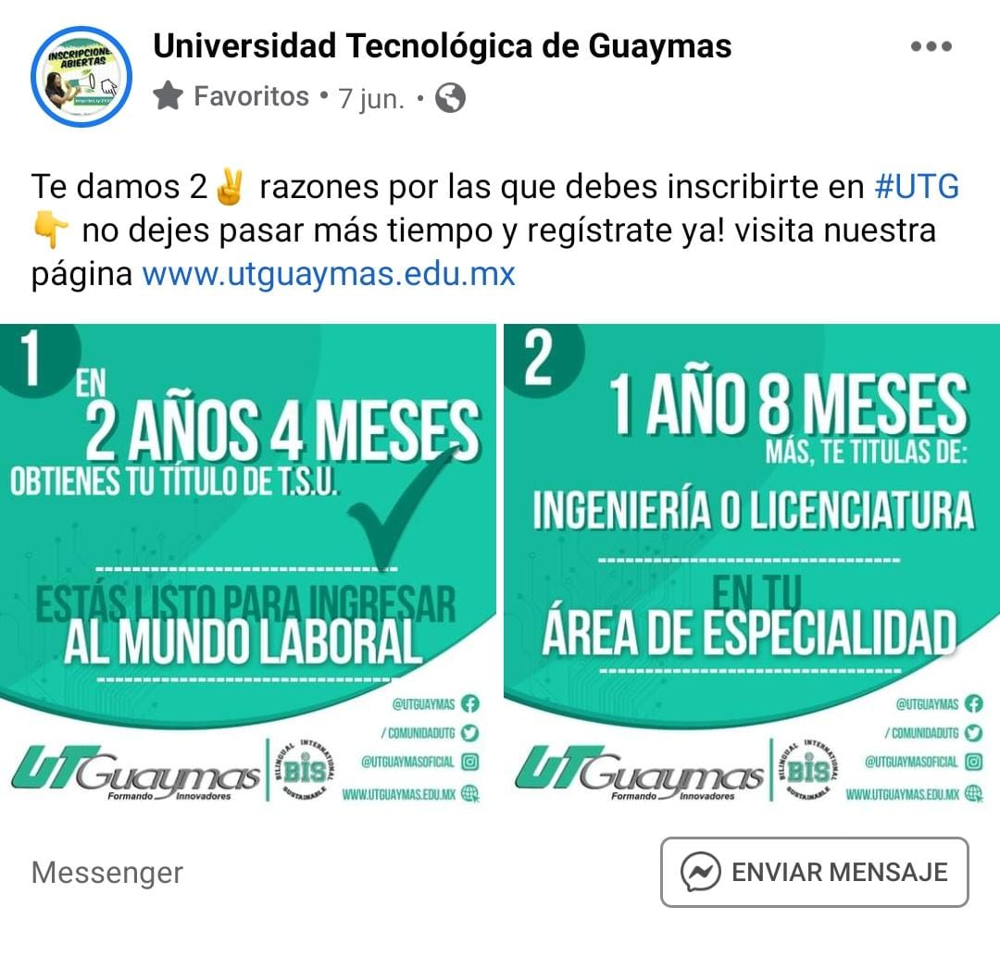 INSCRIPCIONE
ABIERTAS
Universidad Tecnológica de Guaymas
Favoritos • 7 jun. •
Te damos 2✌️ razones por las que debes inscribirte en #UTG
👇 no dejes pasar más tiempo y regístrate ya! visita nuestra
página www.utguaymas.edu.mx
1
EN
2 AÑOS 4 MESES
OBTIENES TU TÍTULO DE T.S.U.
ESTÁS LISTO PARA INGRESAR
AL MUNDO LABORAL
@UTGUAYMAS
/ COMUNIDADUTG
@UTGUAYMASOFICIAL
WWW.UTGUAYMAS.EDU.MX
UTGuaymas
Formando Innovadores
BILINGUAL INTERNATIONAL
BIS
SUSTAINABLE
2
1 AÑO 8 MESES
MÁS, TE TITULAS DE:
INGENIERÍA O LICENCIATURA
EN TU
ÁREA DE ESPECIALIDAD
@UTGUAYMAS
/ COMUNIDADUTG
@UTGUAYMASOFICIAL
WWW.UTGUAYMAS.EDU.MX
UTGuaymas
Formando Innovadores
BILINGUAL INTERNATIONAL
BIS
SUSTAINABLE
Messenger
ENVIAR MENSAJE